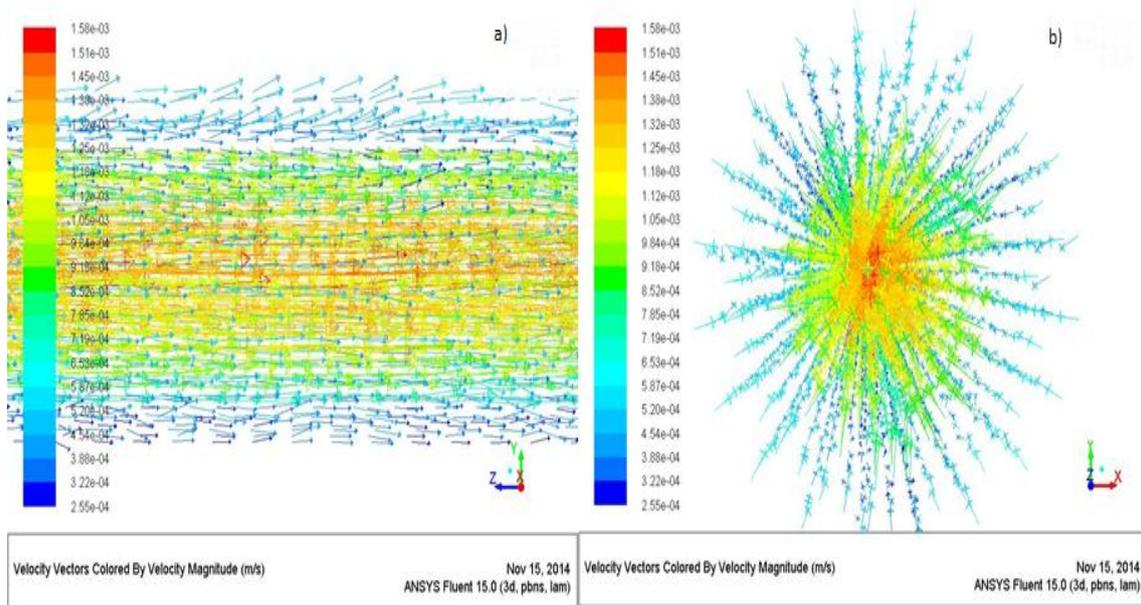 a)
1.58e-03
1.51e-03
1.45e-03
1.38e-03
1.32e-03
1.25e-03
1.18e-03
1.12e-03
1.05e-03
9.84e-04
9.18e-04
8.52e-04
7.85e-04
7.19e-04
6.53e-04
5.87e-04
5.20e-04
4.54e-04
3.88e-04
3.22e-04
2.55e-04
Y
Z X
Velocity Vectors Colored By Velocity Magnitude (m/s) Nov 15, 2014
ANSYS Fluent 15.0 (3d, pbns, lam)
b)
1.58e-03
1.51e-03
1.45e-03
1.38e-03
1.32e-03
1.25e-03
1.18e-03
1.12e-03
1.05e-03
9.84e-04
9.18e-04
8.52e-04
7.85e-04
7.19e-04
6.53e-04
5.87e-04
5.20e-04
4.54e-04
3.88e-04
3.22e-04
2.55e-04
Y
Z X
Velocity Vectors Colored By Velocity Magnitude (m/s) Nov 15, 2014
ANSYS Fluent 15.0 (3d, pbns, lam)